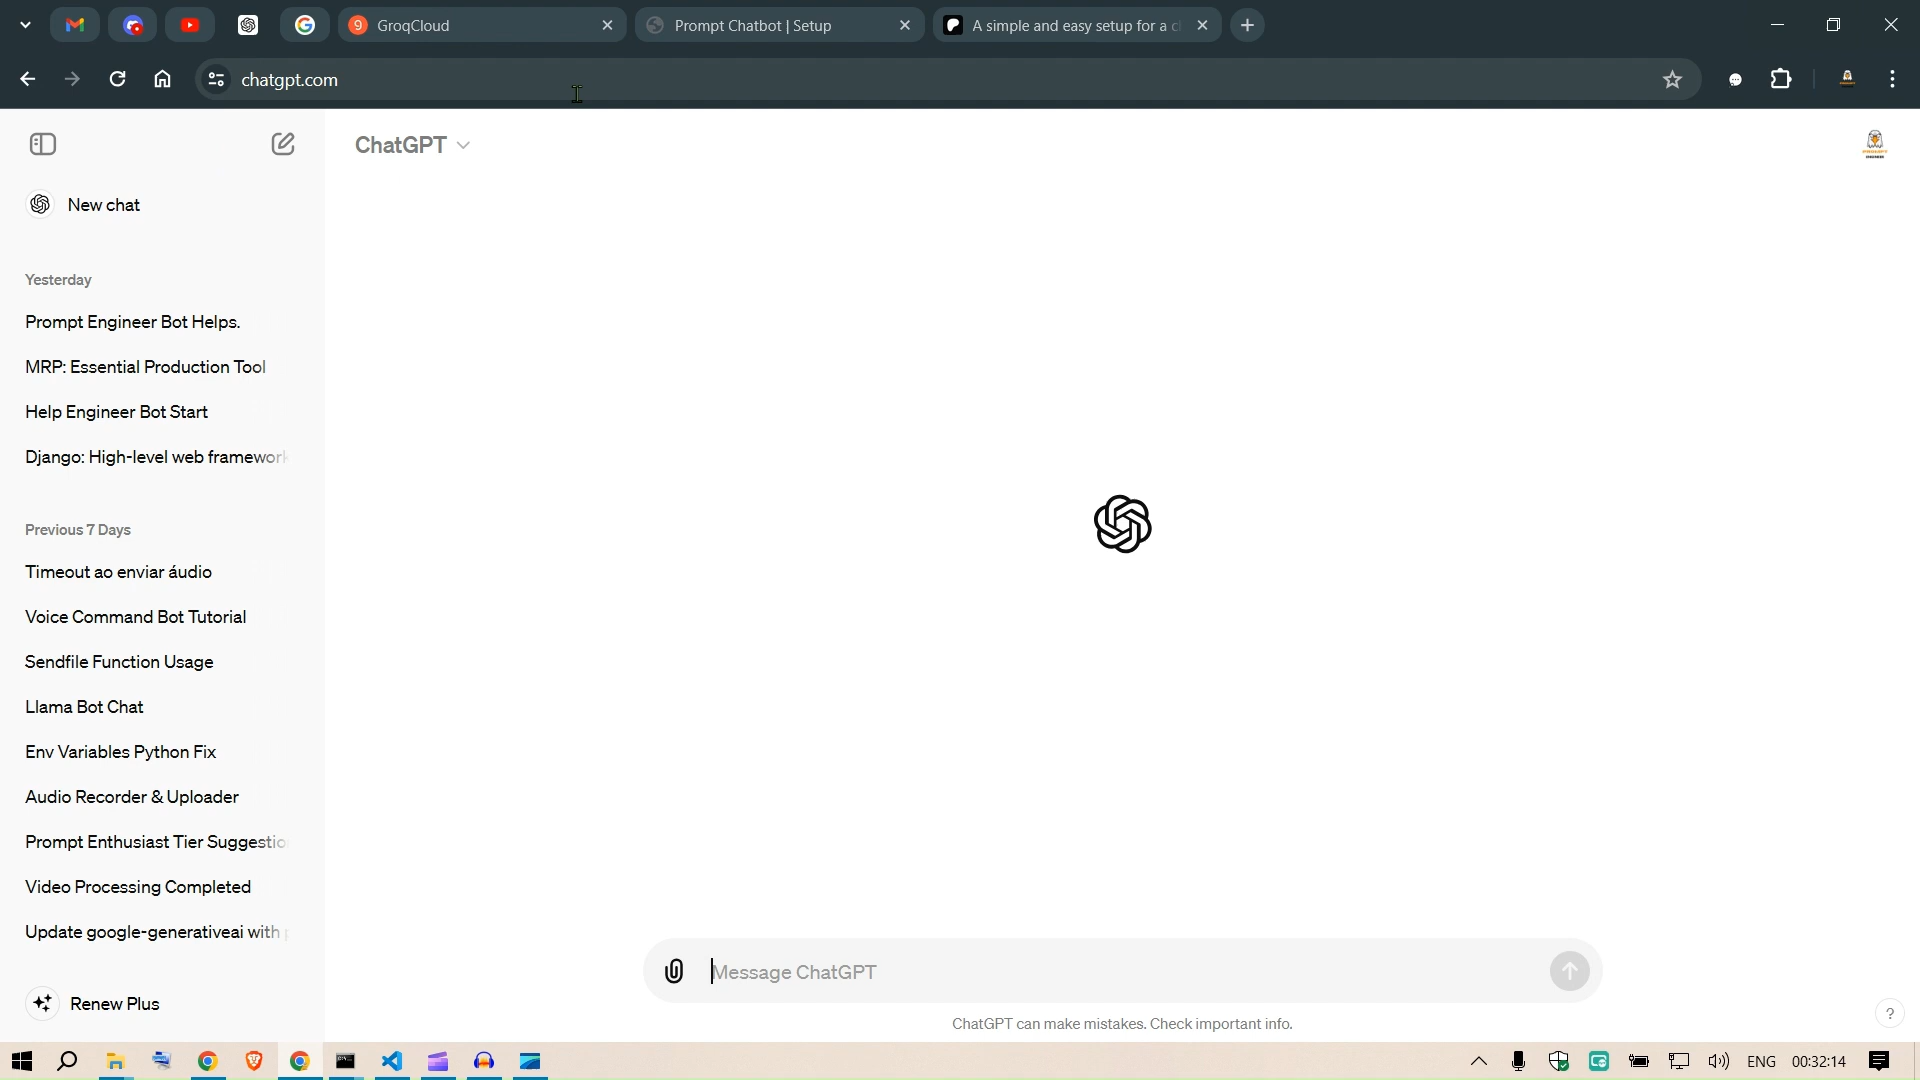 GroqCloud
Prompt Chatbot | Setup
A simple and easy setup for a c
chatgpt.com
ChatGPT
New chat
Yesterday
Prompt Engineer Bot Helps.
MRP: Essential Production Tool
Help Engineer Bot Start
Django: High-level web framework
Previous 7 Days
Timeout ao enviar áudio
Voice Command Bot Tutorial
Sendfile Function Usage
Llama Bot Chat
Env Variables Python Fix
Audio Recorder & Uploader
Prompt Enthusiast Tier Suggestio
Video Processing Completed
Update google-generativeai with
Renew Plus
Message ChatGPT
ChatGPT can make mistakes. Check important info.
?
ENG 00:32:14